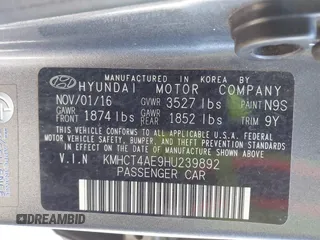 MANUFACTURED IN KOREA BY
HYUNDAI MOTOR COMPANY
NOV/01/16 GVWR 3527 lbs PAINT N9S
GAWR FRONT 1874 lbs GAWR REAR 1852 lbs TRIM 9Y
THIS VEHICLE CONFORMS TO ALL APPLICABLE
U.S. FEDERAL MOTOR VEHICLE SAFETY,
BUMPER, AND THEFT PREVENTION STANDARDS
IN EFFECT ON THE DATE OF MANUFACTURE
SHOWN ABOVE.
V.I.N KMHCT4AE9HU239892
PASSENGER CAR
DREAMBID